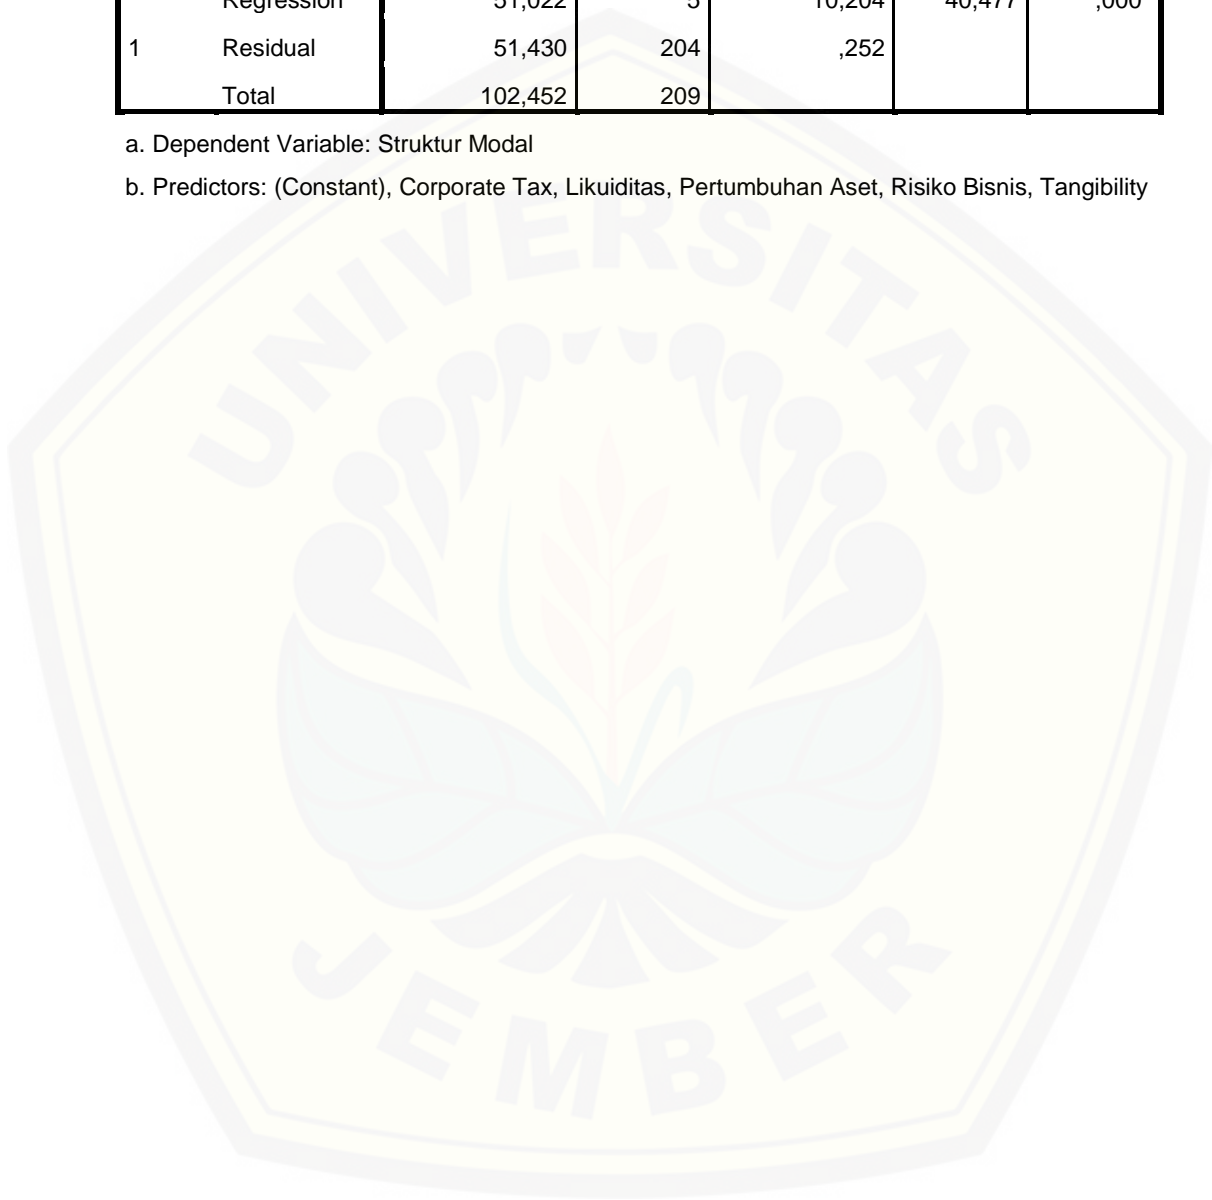 Regression 51,022 5 10,204 40,477 ,000
1 Residual 51,430 204 ,252
Total 102,452 209
a. Dependent Variable: Struktur Modal
b. Predictors: (Constant), Corporate Tax, Likuiditas, Pertumbuhan Aset, Risiko Bisnis, Tangibility
UNIVERSITAS
JEMBER